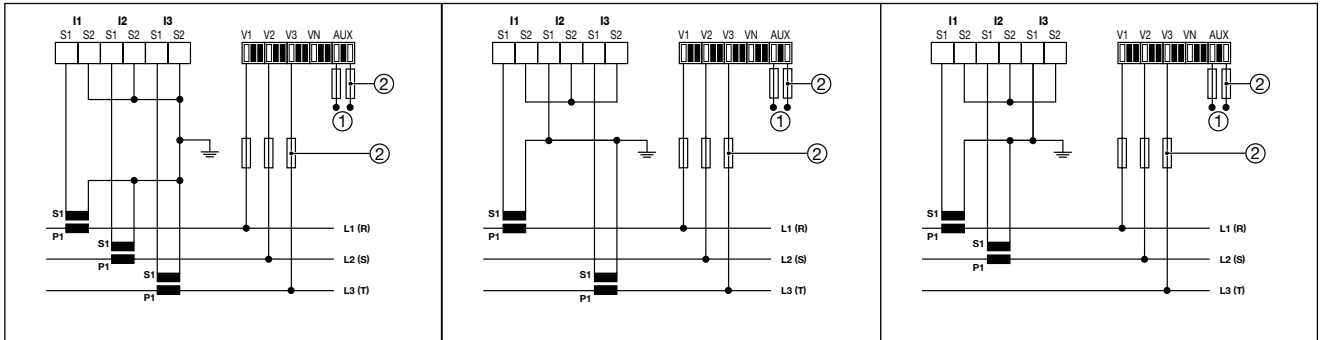 I1 I2 I3
S1 S2 S1 S2 S1 S2 V1 V2 V3 VN AUX
2
1
2
S1
P1 L1 (R)
S1
P1 L2 (S)
S1
P1 L3 (T)
I1 I2 I3
S1 S2 S1 S2 S1 S2 V1 V2 V3 VN AUX
2
1
2
S1
P1 L1 (R)
L2 (S)
S1
P1 L3 (T)
I1 I2 I3
S1 S2 S1 S2 S1 S2 V1 V2 V3 VN AUX
2
1
2
S1
P1 L1 (R)
S1
P1 L2 (S)
L3 (T)